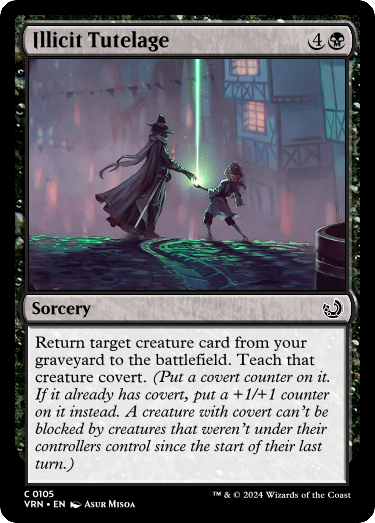 Illicit Tutelage 4
Sorcery
Return target creature card from your
graveyard to the battlefield. Teach that
creature covert. (Put a covert counter on it.
If it already has covert, put a +1/+1 counter
on it instead. A creature with covert can't be
blocked by creatures that weren't under their
controllers control since the start of their last
turn.)
C 0105
VRN • EN Asur Misoa
™ & © 2024 Wizards of the Coast